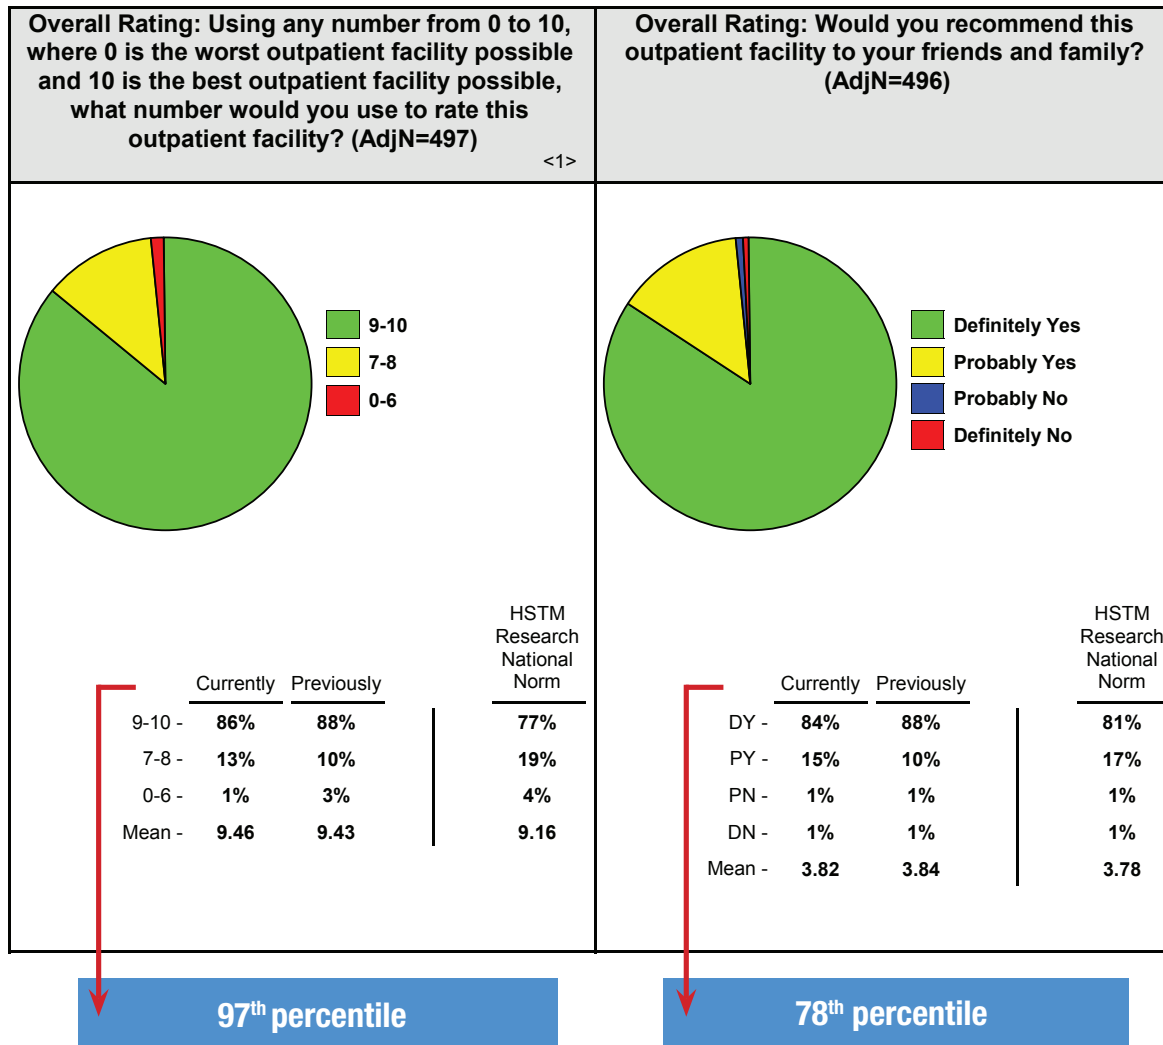 Overall Rating: Using any number from 0 to 10,
where 0 is the worst outpatient facility possible
and 10 is the best outpatient facility possible,
what number would you use to rate this
outpatient facility? (AdjN=497)
<1>
9-10
7-8
0-6
HSTM
Research
National
Norm
Currently Previously
9-10 - 86% 88% 77%
7-8 - 13% 10% 19%
0-6 - 1% 3% 4%
Mean - 9.46 9.43 9.16
97th percentile
Overall Rating: Would you recommend this
outpatient facility to your friends and family?
(AdjN=496)
Definitely Yes
Probably Yes
Probably No
Definitely No
HSTM
Research
National
Norm
Currently Previously
DY - 84% 88% 81%
PY - 15% 10% 17%
PN - 1% 1% 1%
DN - 1% 1% 1%
Mean - 3.82 3.84 3.78
78th percentile